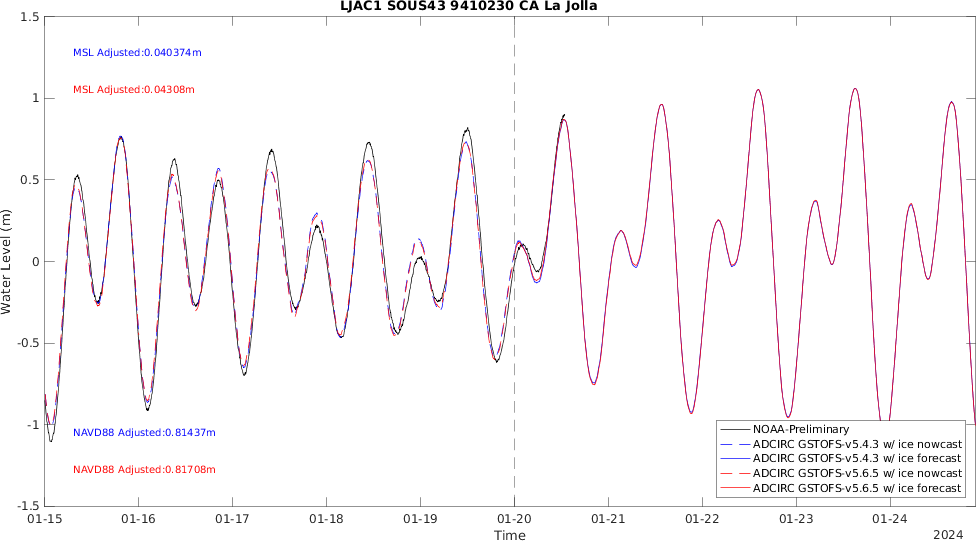 LJAC1 SOUS43 9410230 CA La Jolla
MSL Adjusted:0.040374m
MSL Adjusted:0.04308m
NAVD88 Adjusted:0.81437m
NAVD88 Adjusted:0.81708m
Water Level (m)
1.5
1
0.5
0
-0.5
-1
-1.5
NOAA-Preliminary
ADCIRC GSTOFS-v5.4.3 w/ ice nowcast
ADCIRC GSTOFS-v5.4.3 w/ ice forecast
ADCIRC GSTOFS-v5.6.5 w/ ice nowcast
ADCIRC GSTOFS-v5.6.5 w/ ice forecast
01-15 01-16 01-17 01-18 01-19 01-20 01-21 01-22 01-23 01-24
Time
2024